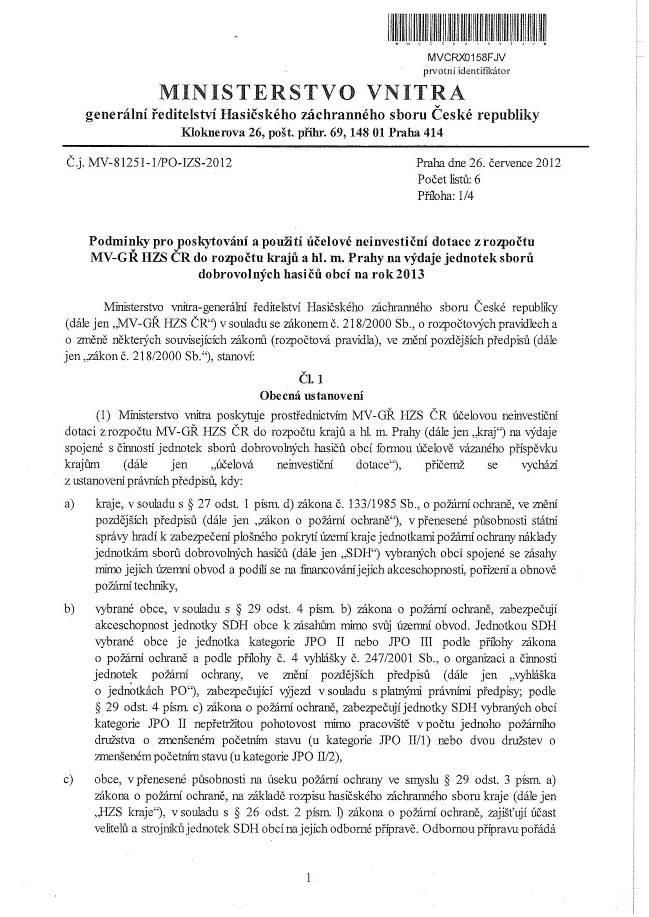 MVCRX0158FJV
prvotní identifikátor
MINISTERSTVO VNITRA
generální ředitelství Hasičského záchranného sboru České republiky
Kloknerova 26, pošt. přihr. 69, 148 01 Praha 414
Č.j. MV-81251-1/PO-IZS-2012
Praha dne 26. července 2012
Počet listů: 6
Příloha: 1/4
Podmínky pro poskytování a použití účelové neinvestiční dotace z rozpočtu
MV-GŘ HZS ČR do rozpočtu krajů a hl. m. Prahy na výdaje jednotek sborů
dobrovolných hasičů obcí na rok 2013
Ministerstvo vnitra-generální ředitelství Hasičského záchranného sboru České republiky
(dále jen „MV-GŘ HZS ČR“) v souladu se zákonem č. 218/2000 Sb., o rozpočtových pravidlech a
o změně některých souvisejících zákonů (rozpočtová pravidla), ve znění pozdějších předpisů (dále
jen „zákon č. 218/2000 Sb.“), stanoví:
Čl. 1
Obecná ustanovení
(1) Ministerstvo vnitra poskytuje prostřednictvím MV-GŘ HZS ČR účelovou neinvestiční
dotaci z rozpočtu MV-GŘ HZS ČR do rozpočtu krajů a hl. m. Prahy (dále jen „kraj“) na výdaje
spojené s činností jednotek sborů dobrovolných hasičů obcí formou účelově vázaného příspěvku
krajům (dále jen „účelová neinvestiční dotace“), přičemž se vychází
z ustanovení právních předpisů, kdy:
a) kraje, v souladu s § 27 odst. 1 písm. d) zákona č. 133/1985 Sb., o požární ochraně, ve znění
pozdějších předpisů (dále jen „zákon o požární ochraně“), v přenesené působnosti státní
správy hradí k zabezpečení plošného pokrytí území kraje jednotkami požární ochrany náklady
jednotkám sborů dobrovolných hasičů (dále jen „SDH“) vybraných obcí spojené se zásahy
mimo jejich územní obvod a podílí se na financování jejich akceschopnosti, pořízení a obnově
požární techniky,
b) vybrané obce, v souladu s § 29 odst. 4 písm. b) zákona o požární ochraně, zabezpečují
akceschopnost jednotky SDH obce k zásahům mimo svůj územní obvod. Jednotkou SDH
vybrané obce je jednotka kategorie JPO II nebo JPO III podle přílohy zákona
o požární ochraně a podle přílohy č. 4 vyhlášky č. 247/2001 Sb., o organizaci a činnosti
jednotek požární ochrany, ve znění pozdějších předpisů (dále jen „vyhláška
o jednotkách PO“), zabezpečující výjezd v souladu s platnými právními předpisy; podle
§ 29 odst. 4 písm. c) zákona o požární ochraně, zabezpečují jednotky SDH vybraných obcí
kategorie JPO II nepřetržitou pohotovost mimo pracoviště v počtu jednoho požárního
družstva o zmenšeném početním stavu (u kategorie JPO II/1) nebo dvou družstev o
zmenšeném početním stavu (u kategorie JPO II/2),
c) obce, v přenesené působnosti na úseku požární ochrany ve smyslu § 29 odst. 3 písm. a)
zákona o požární ochraně, na základě rozpisu hasičského záchranného sboru kraje (dále jen
„HZS kraje“), v souladu s § 26 odst. 2 písm. l) zákona o požární ochraně, zajišťují účast
velitelů a strojníků jednotek SDH obcí na jejich odborné přípravě. Odbornou přípravu pořádá
1